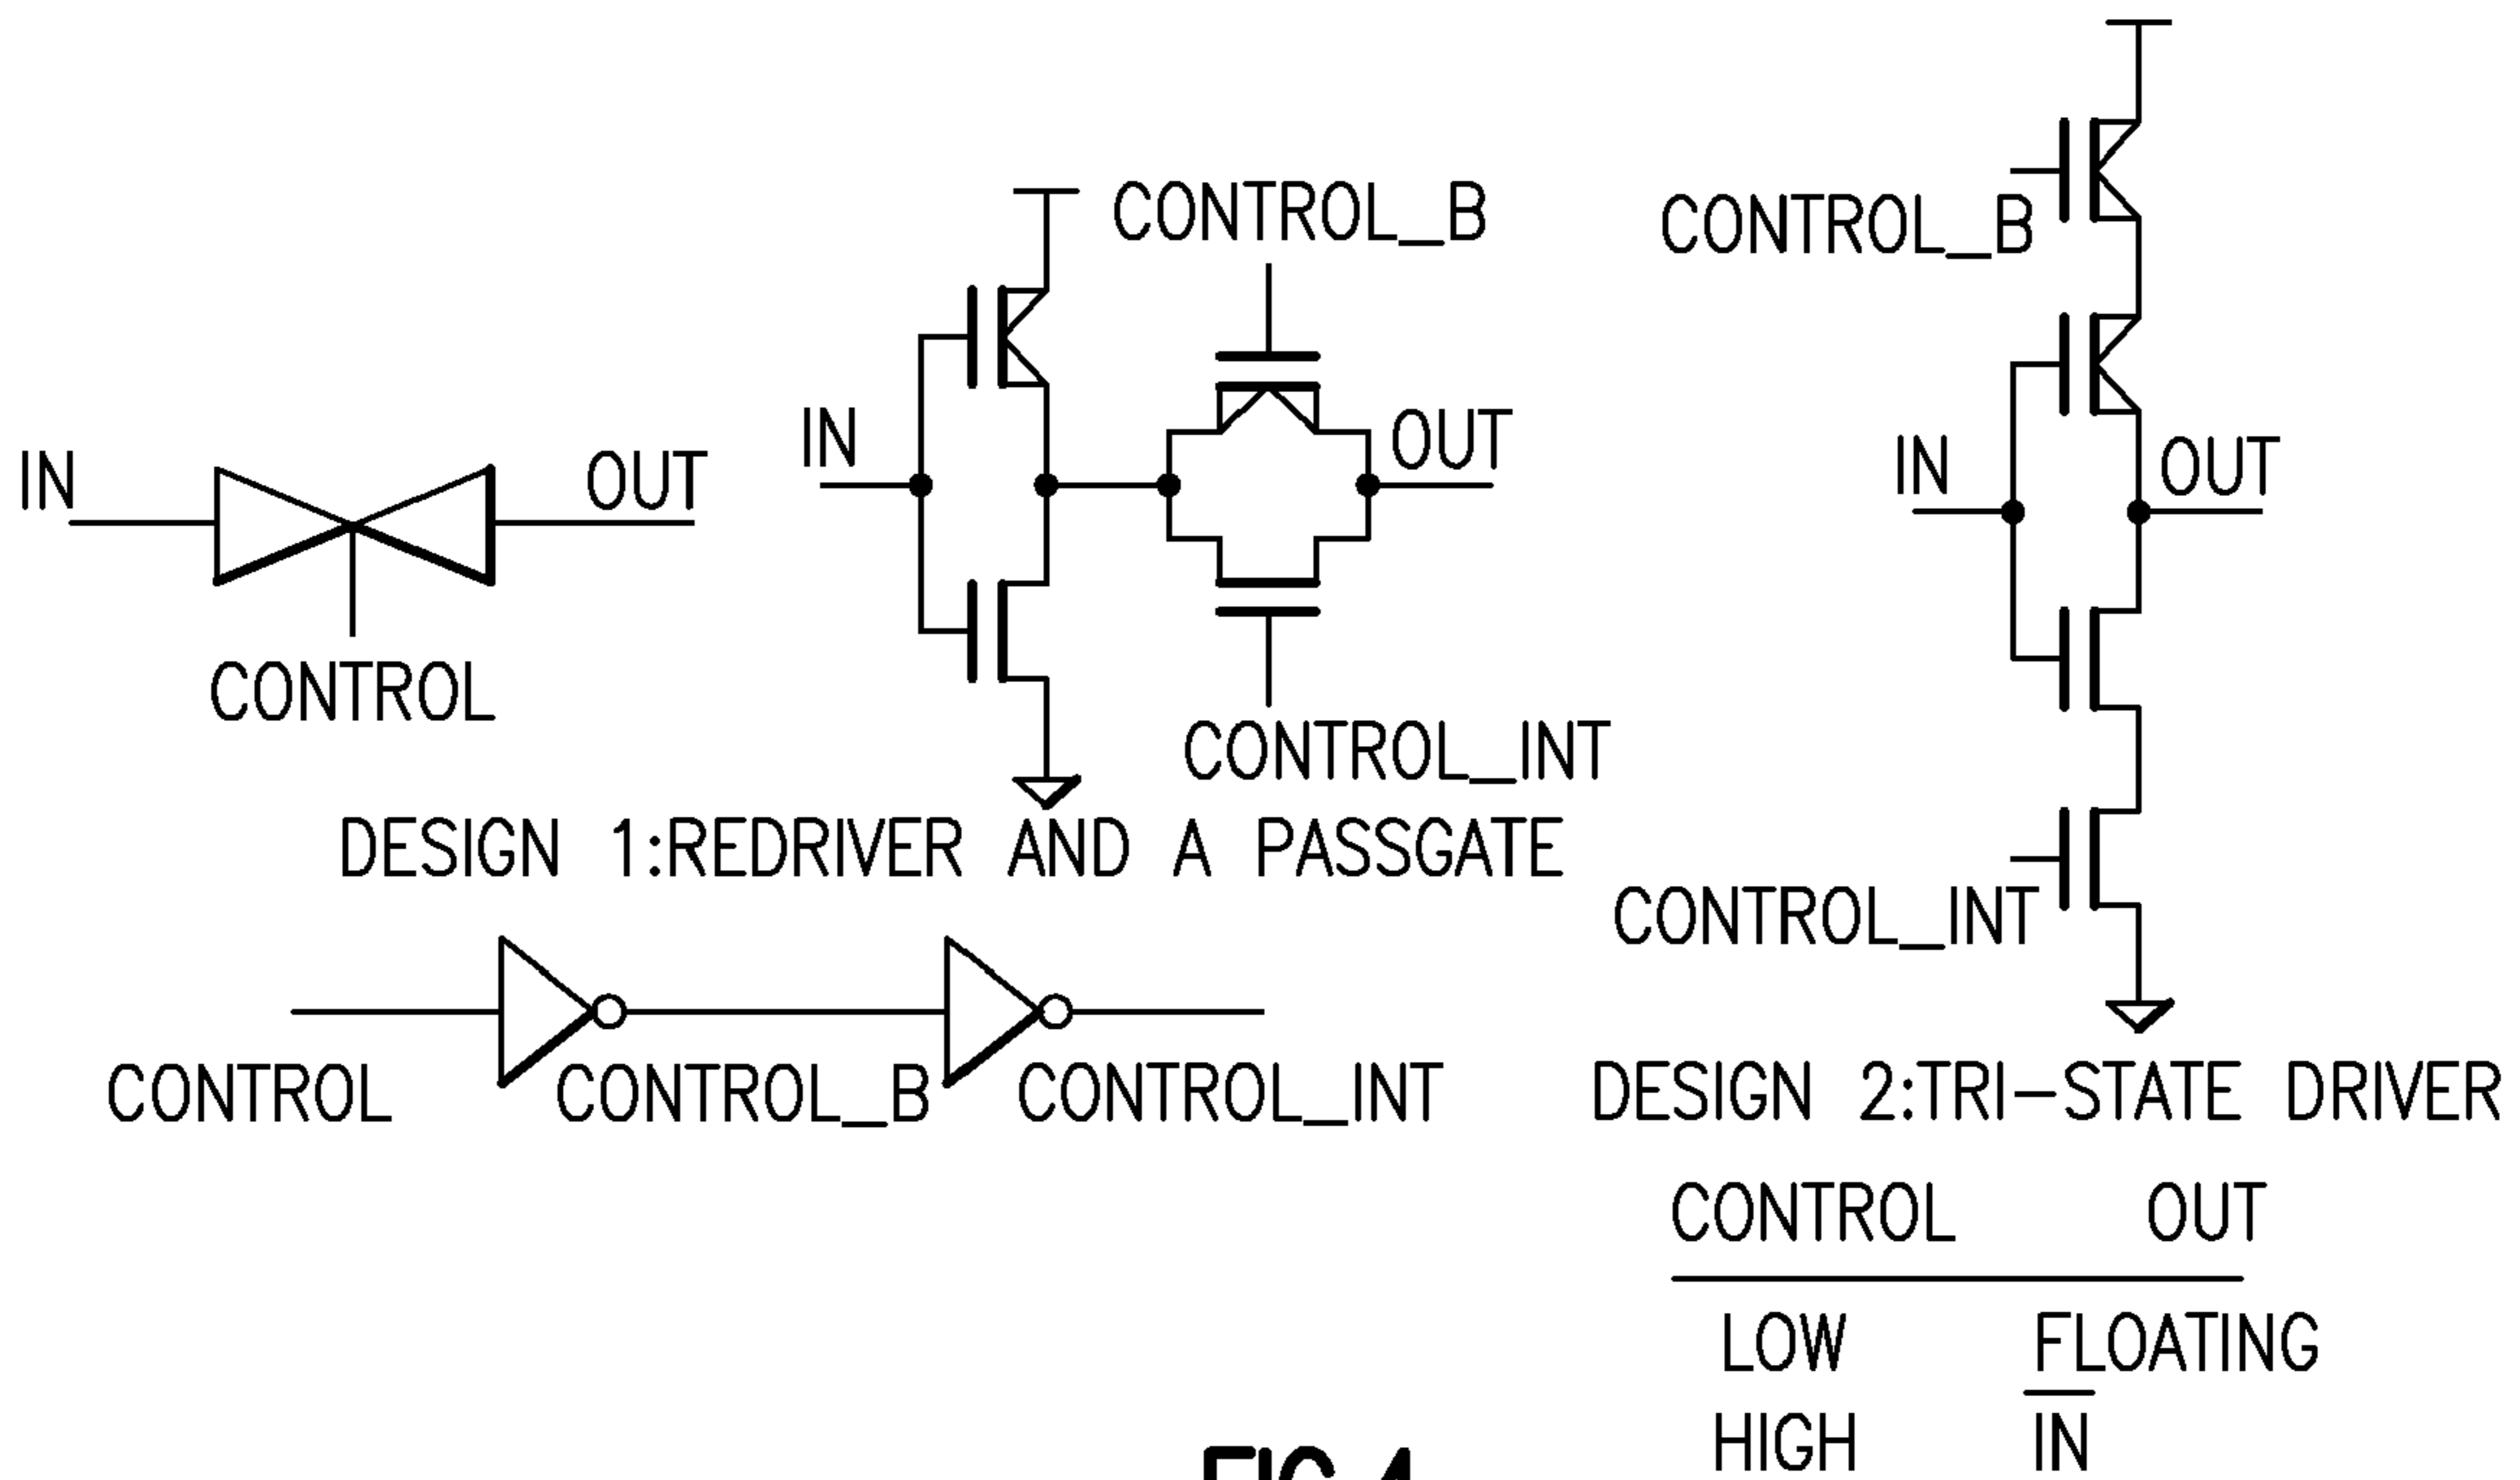 IN
OUT
CONTROL
IN
CONTROL_B
OUT
CONTROL_INT
DESIGN 1:REDRIVER AND A PASSGATE
CONTROL
CONTROL_B
CONTROL_INT
CONTROL_B
IN
OUT
CONTROL_INT
DESIGN 2:TRI-STATE DRIVER
CONTROL OUT
LOW FLOATING
HIGH I̅N̅